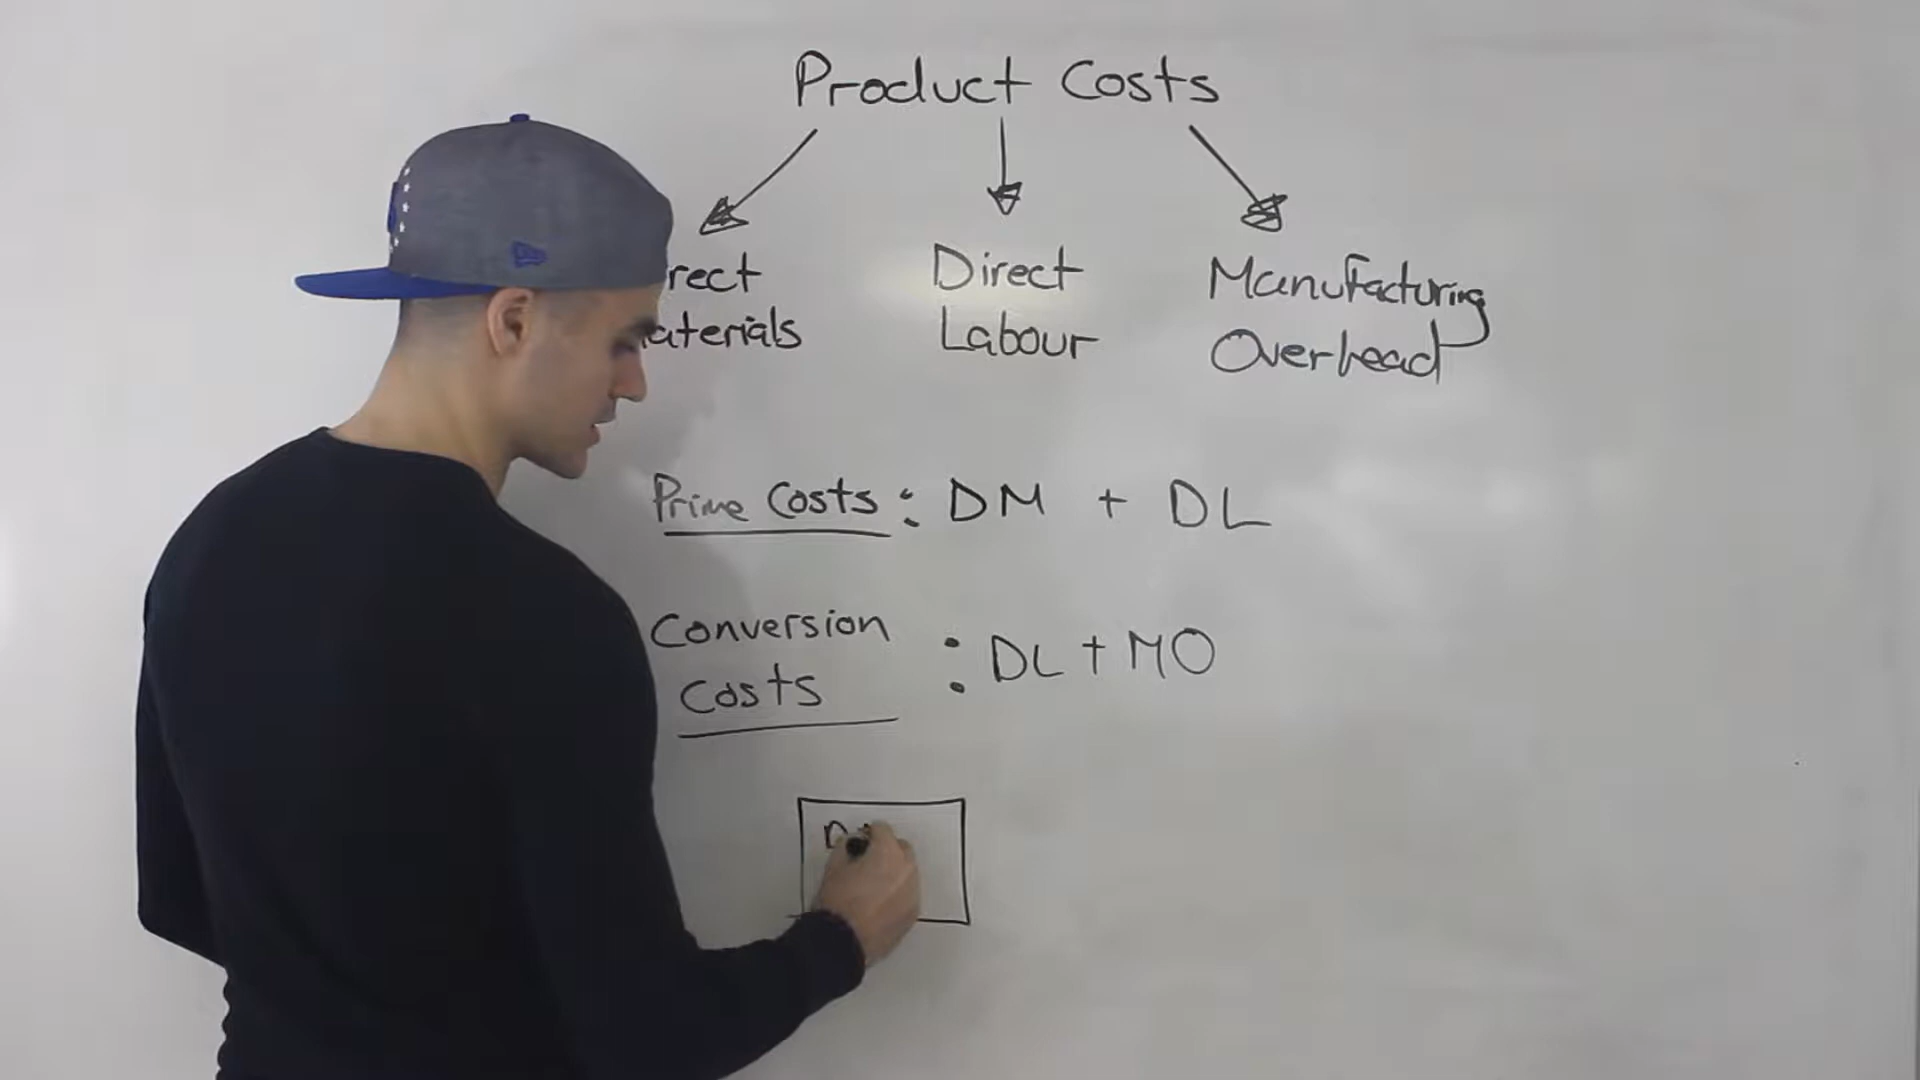 Product Costs
rect Direct Manufacturing
aterials Labour Overhead
Prime Costs : DM + DL
Conversion
Costs : DL + MO